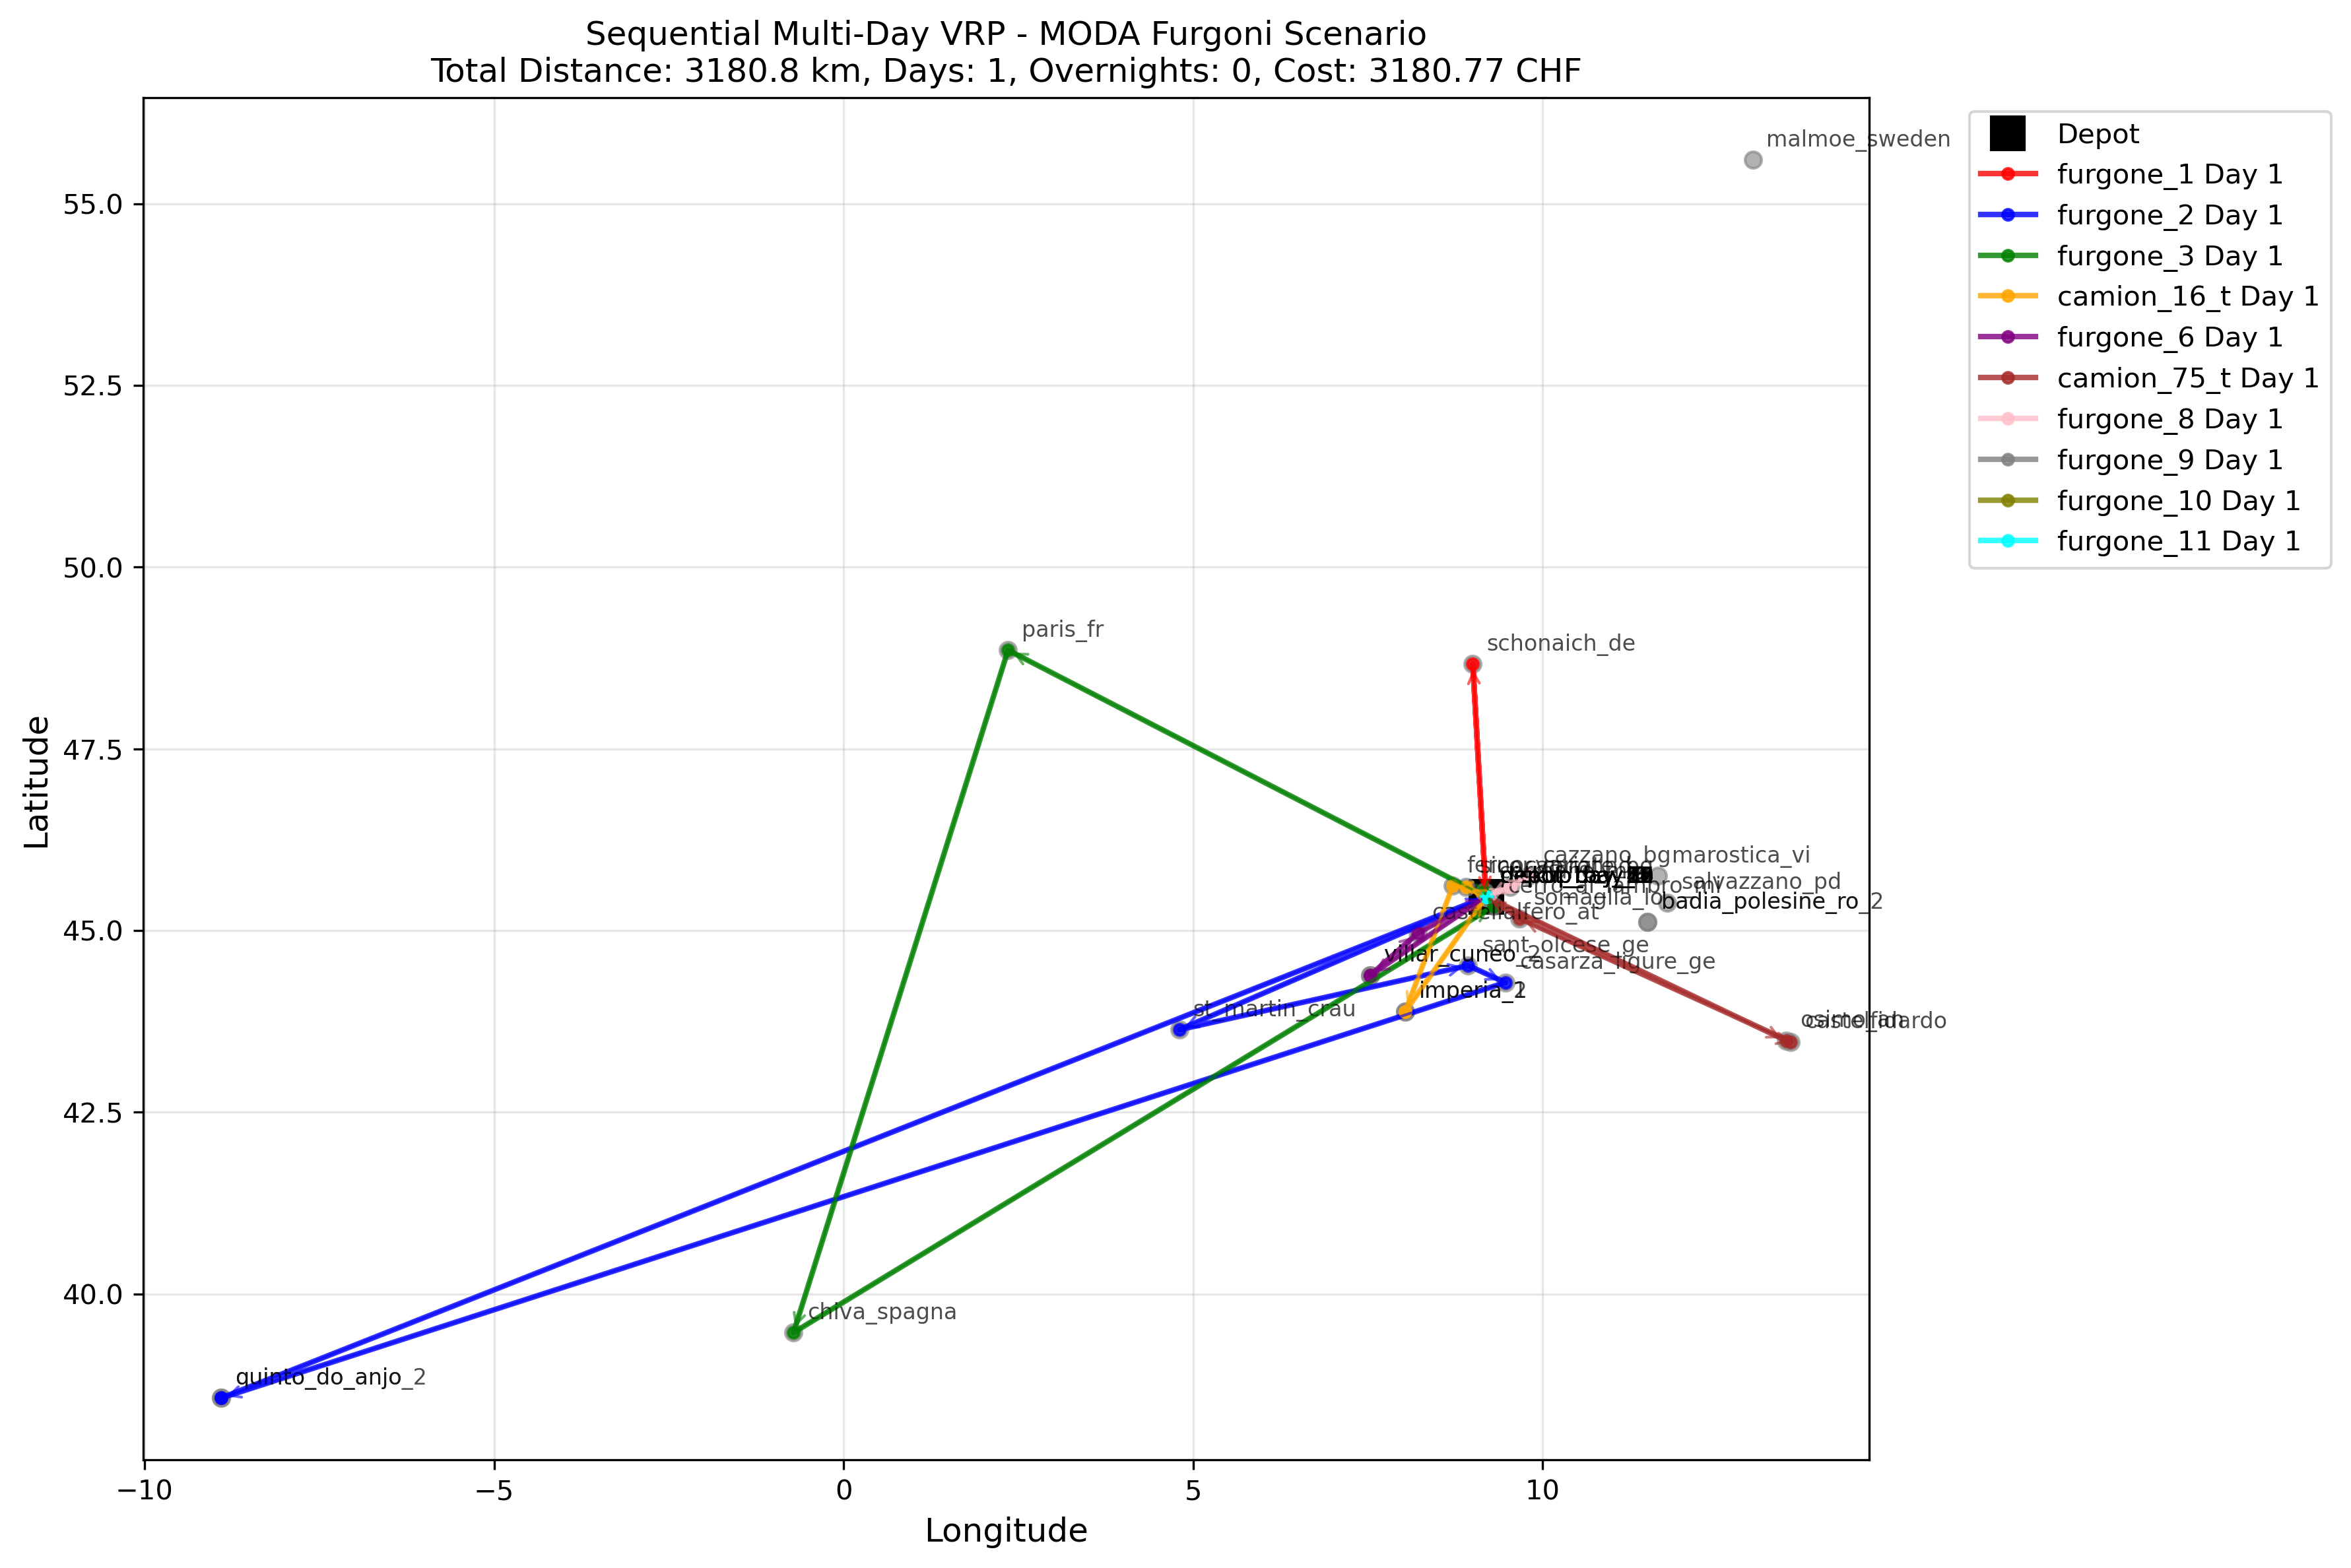 Sequential Multi-Day VRP - MODA Furgoni Scenario
Total Distance: 3180.8 km, Days: 1, Overnights: 0, Cost: 3180.77 CHF
Depot
furgone_1 Day 1
furgone_2 Day 1
furgone_3 Day 1
camion_16_t Day 1
furgone_6 Day 1
camion_75_t Day 1
furgone_8 Day 1
furgone_9 Day 1
furgone_10 Day 1
furgone_11 Day 1
malmoe_sweden
paris_fr
schonaich_de
cazzano_bg
marostica_vi
salvazzano_pd
badia_polesine_ro_2
castellalfero_at
sant_olcese_ge
villar_cuneo_2
casarza_ligure_ge
st_martin_crau
castelfidardo
chiva_spagna
quinto_do_anjo_2
55.0
52.5
50.0
47.5
45.0
42.5
40.0
Latitude
−10
−5
0
5
10
Longitude